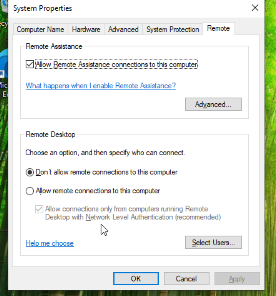 System Properties
Computer Name Hardware Advanced System Protection Remote
Remote Assistance
Allow Remote Assistance connections to this computer
What happens when I enable Remote Assistance?
Advanced...
Remote Desktop
Choose an option, and then specify who can connect.
Don't allow remote connections to this computer
Allow remote connections to this computer
Allow connections only from computers running Remote
Desktop with Network Level Authentication (recommended)
Help me choose
Select Users...
OK Cancel Apply